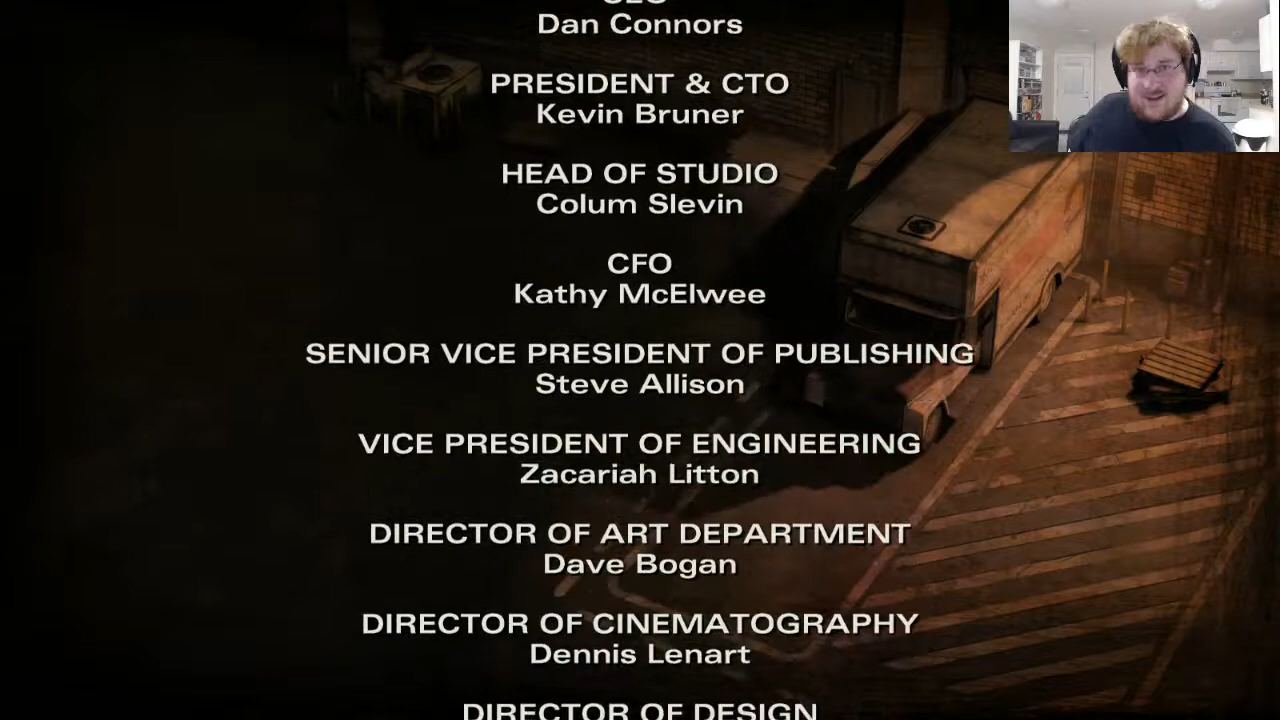 CEO
Dan Connors
PRESIDENT & CTO
Kevin Bruner
HEAD OF STUDIO
Colum Slevin
CFO
Kathy McElwee
SENIOR VICE PRESIDENT OF PUBLISHING
Steve Allison
VICE PRESIDENT OF ENGINEERING
Zacariah Litton
DIRECTOR OF ART DEPARTMENT
Dave Bogan
DIRECTOR OF CINEMATOGRAPHY
Dennis Lenart
DIRECTOR OF DESIGN